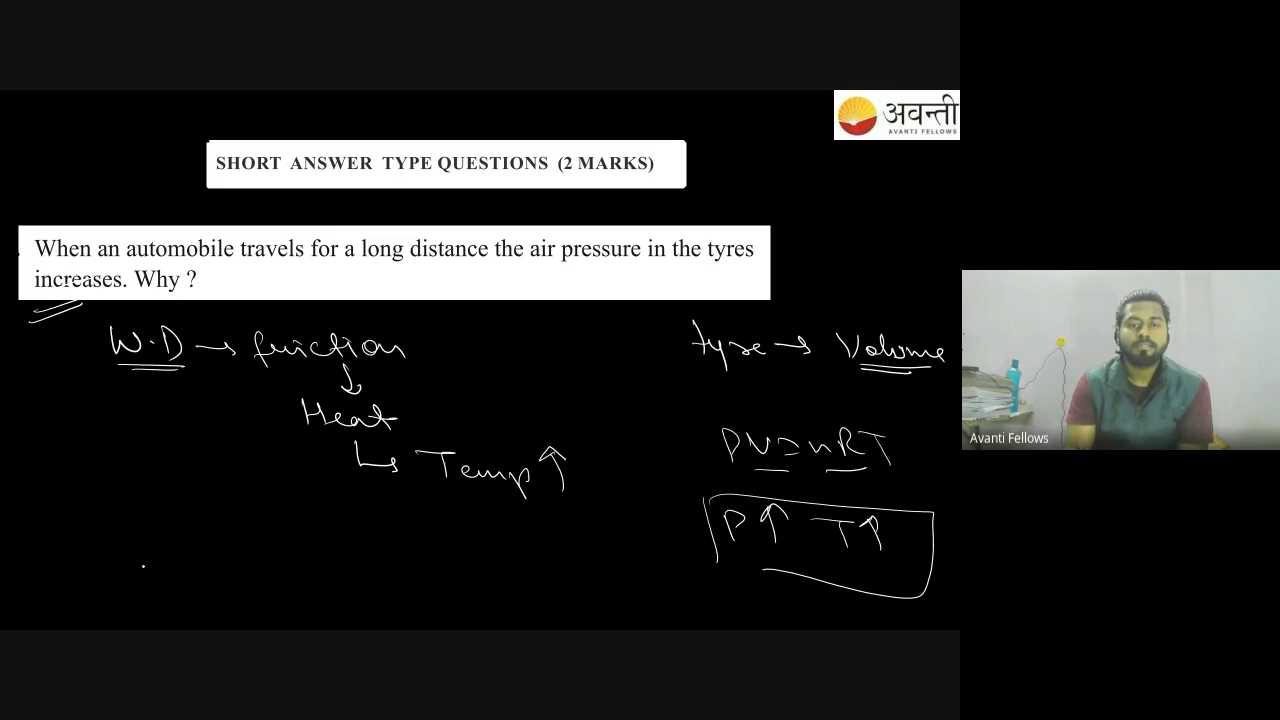 अवन्ती
AVANTI FELLOWS
SHORT ANSWER TYPE QUESTIONS (2 MARKS)
When an automobile travels for a long distance the air pressure in the tyres
increases. Why ?
W.D → friction
↓
Heat
↳ Temp ↑
tyre → Volume
PV = nRT
P↑ T↑
Avanti Fellows